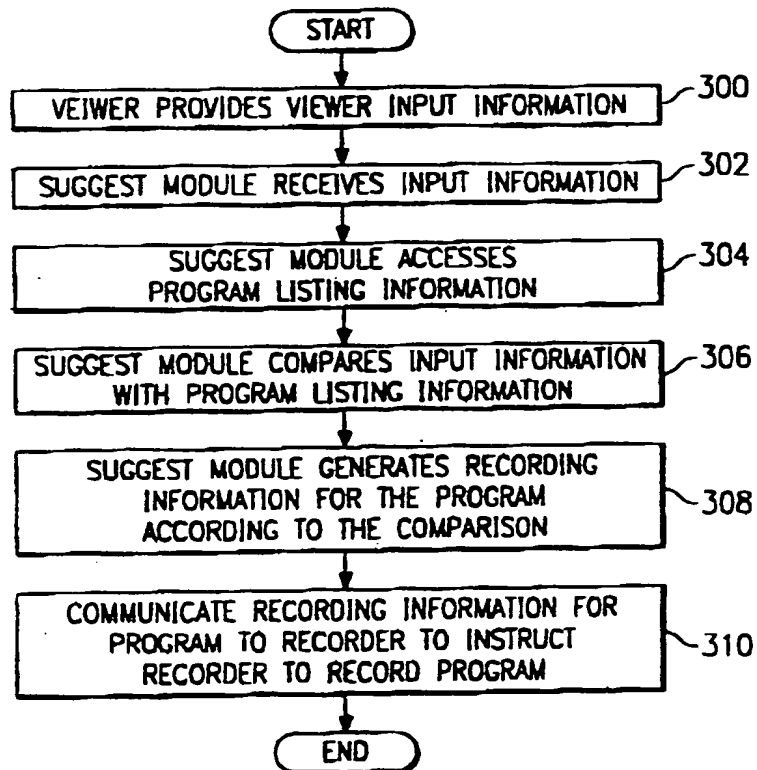 START
VEIWER PROVIDES VIEWER INPUT INFORMATION
300
SUGGEST MODULE RECEIVES INPUT INFORMATION
302
SUGGEST MODULE ACCESSES
PROGRAM LISTING INFORMATION
304
SUGGEST MODULE COMPARES INPUT INFORMATION
WITH PROGRAM LISTING INFORMATION
306
SUGGEST MODULE GENERATES RECORDING
INFORMATION FOR THE PROGRAM
ACCORDING TO THE COMPARISON
308
COMMUNICATE RECORDING INFORMATION FOR
PROGRAM TO RECORDER TO INSTRUCT
RECORDER TO RECORD PROGRAM
310
END